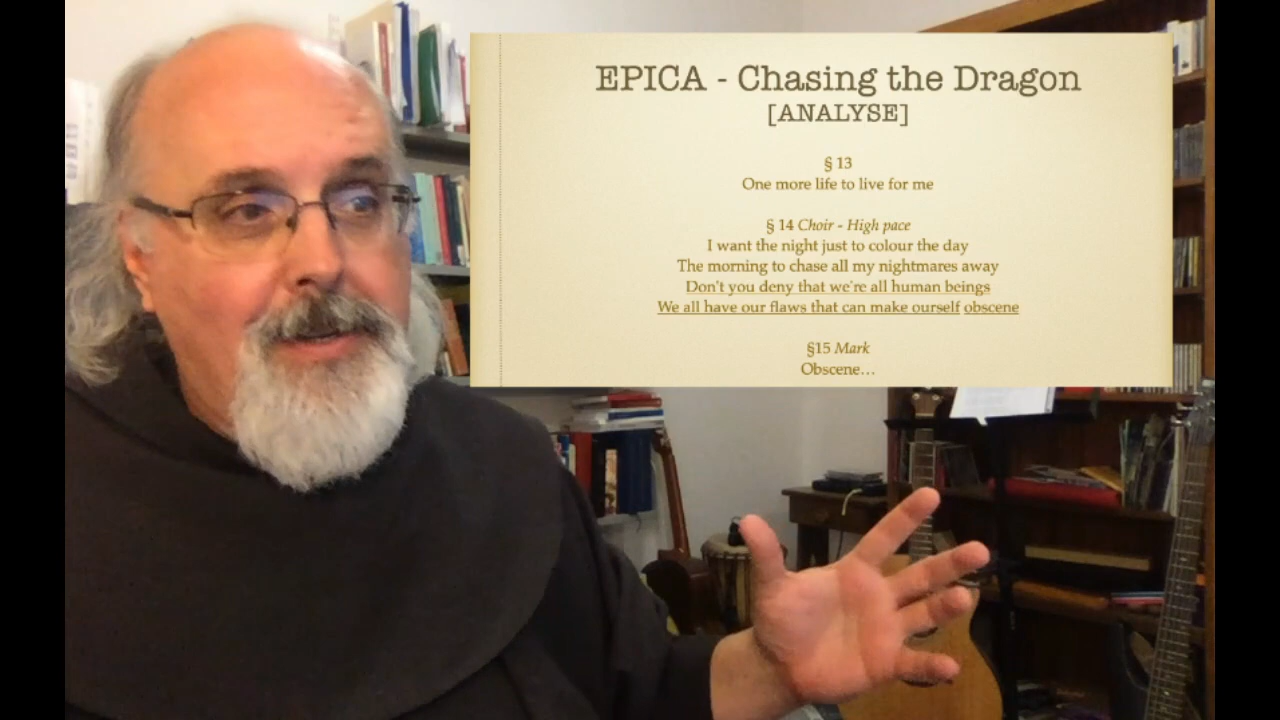 EPICA - Chasing the Dragon
[ANALYSE]
§ 13
One more life to live for me
§ 14 Choir - High pace
I want the night just to colour the day
The morning to chase all my nightmares away
Don't you deny that we're all human beings
We all have our flaws that can make ourself obscene
§15 Mark
Obscene...